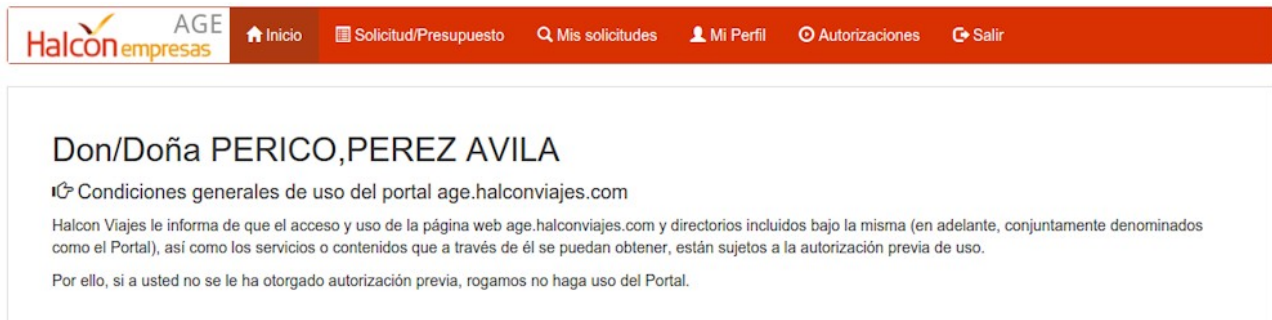 Halcón empresas AGE
Inicio
Solicitud/Presupuesto
Mis solicitudes
Mi Perfil
Autorizaciones
Salir
Don/Doña PERICO,PEREZ AVILA
Condiciones generales de uso del portal age.halconviajes.com
Halcon Viajes le informa de que el acceso y uso de la página web age.halconviajes.com y directorios incluidos bajo la misma (en adelante, conjuntamente denominados
como el Portal), así como los servicios o contenidos que a través de él se puedan obtener, están sujetos a la autorización previa de uso.
Por ello, si a usted no se le ha otorgado autorización previa, rogamos no haga uso del Portal.